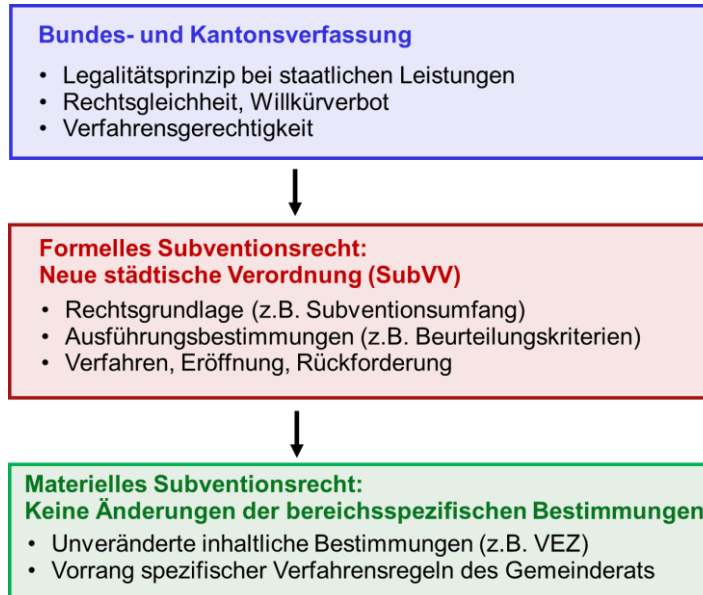 Bundes- und Kantonsverfassung
• Legalitätsprinzip bei staatlichen Leistungen
• Rechtsgleichheit, Willkürverbot
• Verfahrensgerechtigkeit
Formelles Subventionsrecht:
Neue städtische Verordnung (SubVV)
• Rechtsgrundlage (z.B. Subventionsumfang)
• Ausführungsbestimmungen (z.B. Beurteilungskriterien)
• Verfahren, Eröffnung, Rückforderung
Materielles Subventionsrecht:
Keine Änderungen der bereichsspezifischen Bestimmungen
• Unveränderte inhaltliche Bestimmungen (z.B. VEZ)
• Vorrang spezifischer Verfahrensregeln des Gemeinderats